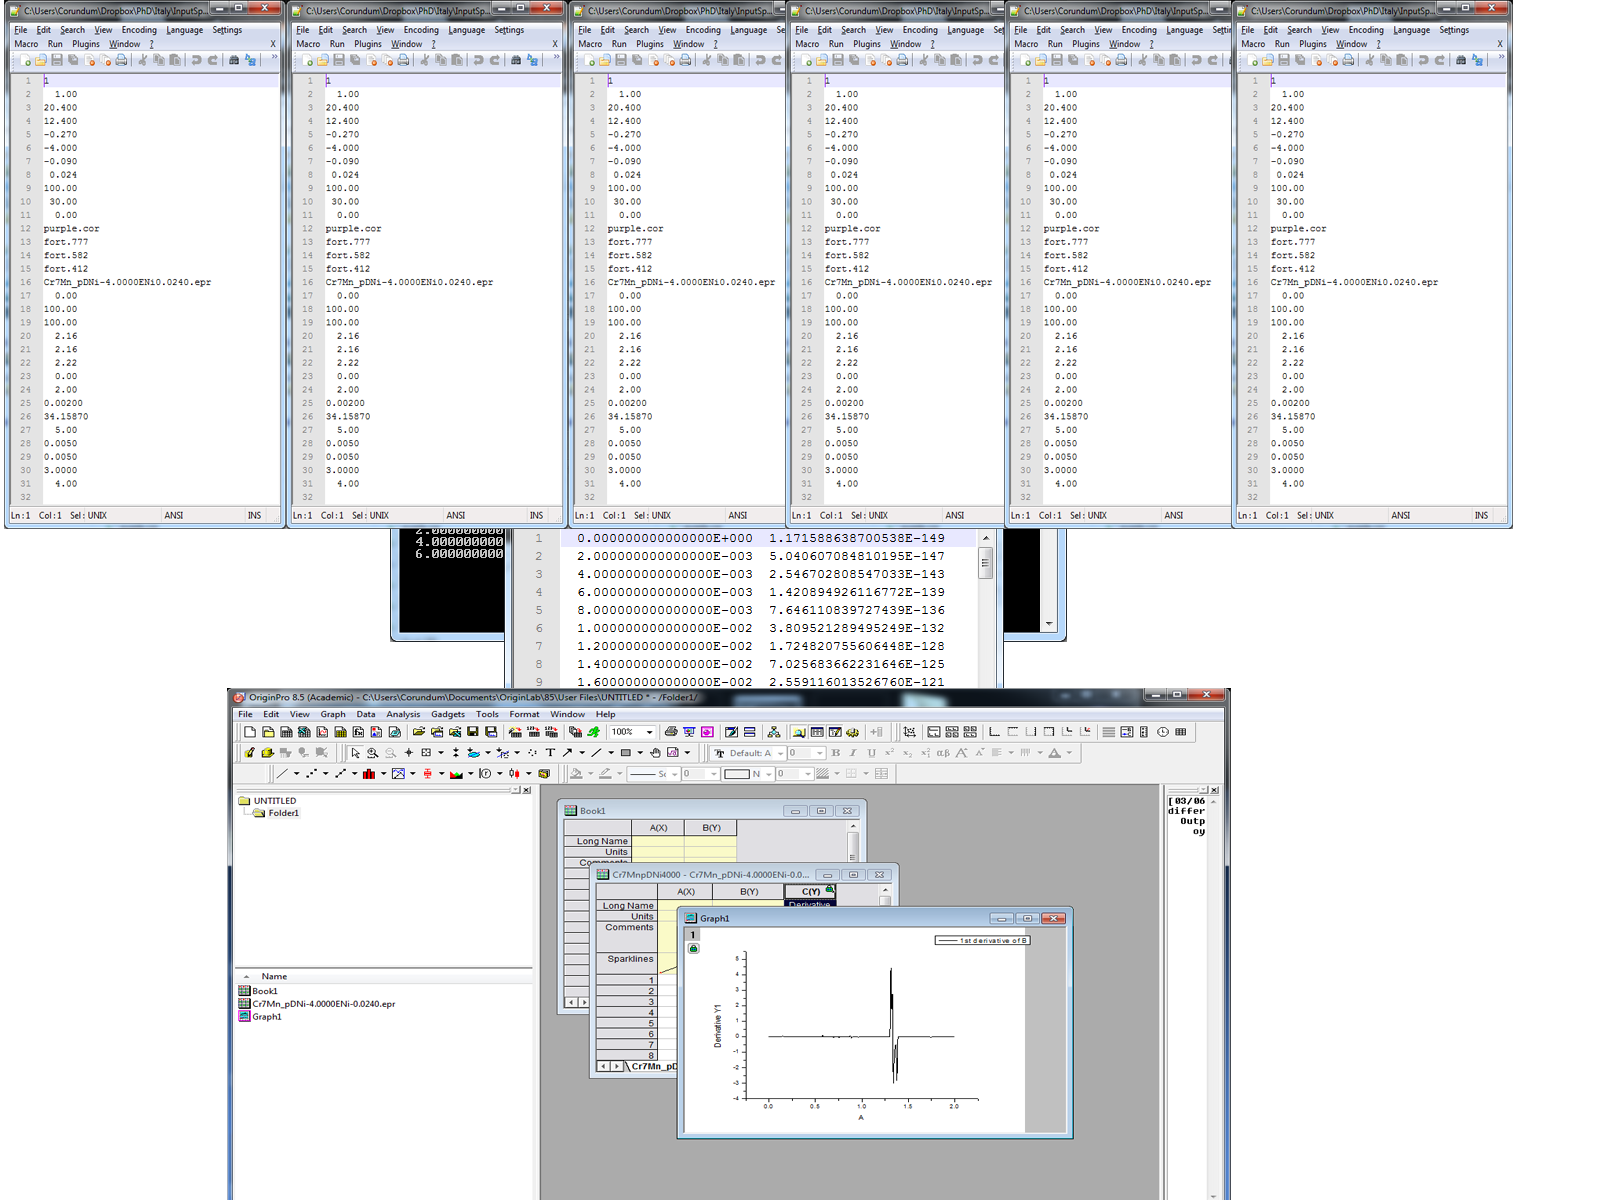 C:\Users\Corundum\Dropbox\PhD\Italy\InputSp...
File Edit Search View Encoding Language Settings
Macro Run Plugins Window ? X
1 1
2 1.00
3 20.400
4 12.400
5 -0.270
6 -4.000
7 -0.090
8 0.024
9 100.00
10 30.00
11 0.00
12 purple.cor
13 fort.777
14 fort.582
15 fort.412
16 Cr7Mn_pDNi-4.0000ENi0.0240.epr
17 0.00
18 100.00
19 100.00
20 2.16
21 2.16
22 2.22
23 0.00
24 2.00
25 0.00200
26 34.15870
27 5.00
28 0.0050
29 0.0050
30 3.0000
31 4.00
32
Ln:1 Col:1 Sel: UNIX ANSI INS
C:\Users\Corundum\Dropbox\PhD\Italy\InputSp...
File Edit Search View Encoding Language Settings
Macro Run Plugins Window ? X
1 1
2 1.00
3 20.400
4 12.400
5 -0.270
6 -4.000
7 -0.090
8 0.024
9 100.00
10 30.00
11 0.00
12 purple.cor
13 fort.777
14 fort.582
15 fort.412
16 Cr7Mn_pDNi-4.0000ENi0.0240.epr
17 0.00
18 100.00
19 100.00
20 2.16
21 2.16
22 2.22
23 0.00
24 2.00
25 0.00200
26 34.15870
27 5.00
28 0.0050
29 0.0050
30 3.0000
31 4.00
32
Ln:1 Col:1 Sel: UNIX ANSI INS
C:\Users\Corundum\Dropbox\PhD\Italy\InputSp
File Edit Search View Encoding Language S
Macro Run Plugins Window ?
1 1
2 1.00
3 20.400
4 12.400
5 -0.270
6 -4.000
7 -0.090
8 0.024
9 100.00
10 30.00
11 0.00
12 purple.cor
13 fort.777
14 fort.582
15 fort.412
16 Cr7Mn_pDNi-4.0000ENi0.0240.epr
17 0.00
18 100.00
19 100.00
20 2.16
21 2.16
22 2.22
23 0.00
24 2.00
25 0.00200
26 34.15870
27 5.00
28 0.0050
29 0.0050
30 3.0000
31 4.00
32
Ln:1 Col:1 Sel: UNIX ANSI
C:\Users\Corundum\Dropbox\PhD\Italy\InputSp...
File Edit Search View Encoding Language Se
Macro Run Plugins Window ?
1 1
2 1.00
3 20.400
4 12.400
5 -0.270
6 -4.000
7 -0.090
8 0.024
9 100.00
10 30.00
11 0.00
12 purple.cor
13 fort.777
14 fort.582
15 fort.412
16 Cr7Mn_pDNi-4.0000ENi0.0240.epr
17 0.00
18 100.00
19 100.00
20 2.16
21 2.16
22 2.22
23 0.00
24 2.00
25 0.00200
26 34.15870
27 5.00
28 0.0050
29 0.0050
30 3.0000
31 4.00
32
Ln:1 Col:1 Sel: UNIX ANSI
C:\Users\Corundum\Dropbox\PhD\Italy\InputSp...
File Edit Search View Encoding Language Setti
Macro Run Plugins Window ?
1 1
2 1.00
3 20.400
4 12.400
5 -0.270
6 -4.000
7 -0.090
8 0.024
9 100.00
10 30.00
11 0.00
12 purple.cor
13 fort.777
14 fort.582
15 fort.412
16 Cr7Mn_pDNi-4.0000ENi0.0240.epr
17 0.00
18 100.00
19 100.00
20 2.16
21 2.16
22 2.22
23 0.00
24 2.00
25 0.00200
26 34.15870
27 5.00
28 0.0050
29 0.0050
30 3.0000
31 4.00
32
Ln:1 Col:1 Sel: UNIX ANSI
C:\Users\Corundum\Dropbox\PhD\Italy\InputSp...
File Edit Search View Encoding Language Settings
Macro Run Plugins Window ? X
1 1
2 1.00
3 20.400
4 12.400
5 -0.270
6 -4.000
7 -0.090
8 0.024
9 100.00
10 30.00
11 0.00
12 purple.cor
13 fort.777
14 fort.582
15 fort.412
16 Cr7Mn_pDNi-4.0000ENi0.0240.epr
17 0.00
18 100.00
19 100.00
20 2.16
21 2.16
22 2.22
23 0.00
24 2.00
25 0.00200
26 34.15870
27 5.00
28 0.0050
29 0.0050
30 3.0000
31 4.00
32
Ln:1 Col:1 Sel: UNIX ANSI INS
2.000000000
4.000000000
6.000000000
1 0.000000000000000E+000 1.171588638700538E-149
2 2.000000000000000E-003 5.040607084810195E-147
3 4.000000000000000E-003 2.546702808547033E-143
4 6.000000000000000E-003 1.420894926116772E-139
5 8.000000000000000E-003 7.646110839727439E-136
6 1.000000000000000E-002 3.809521289495249E-132
7 1.200000000000000E-002 1.724820755606448E-128
8 1.400000000000000E-002 7.025683662231646E-125
9 1.600000000000000E-002 2.559116013526760E-121
OriginPro 8.5 (Academic) - C:\Users\Corundum\Documents\OriginLab\85\User Files\UNTITLED * - /Folder1/
File Edit View Graph Data Analysis Gadgets Tools Format Window Help
100%
Default: A 0 B I U
0 N 0
UNTITLED
Folder1
Name
Book1
Cr7Mn_pDNi-4.0000ENi-0.0240.epr
Graph1
Book1
A(X) B(Y)
Long Name
Units
Comments
Cr7MnpDNi4000 - Cr7Mn_pDNi-4.0000ENi-0.0...
A(X) B(Y) C(Y)
Long Name Derivative
Units
Comments
Sparklines
1
2
3
4
5
6
7
8
Cr7Mn_pD
Graph1
1
1st derivative of B
5
4
3
2
1
0
-1
-2
-3
-4
Derivative Y1
0.0 0.5 1.0 1.5 2.0
A
[03/06
differ
Outp
oy